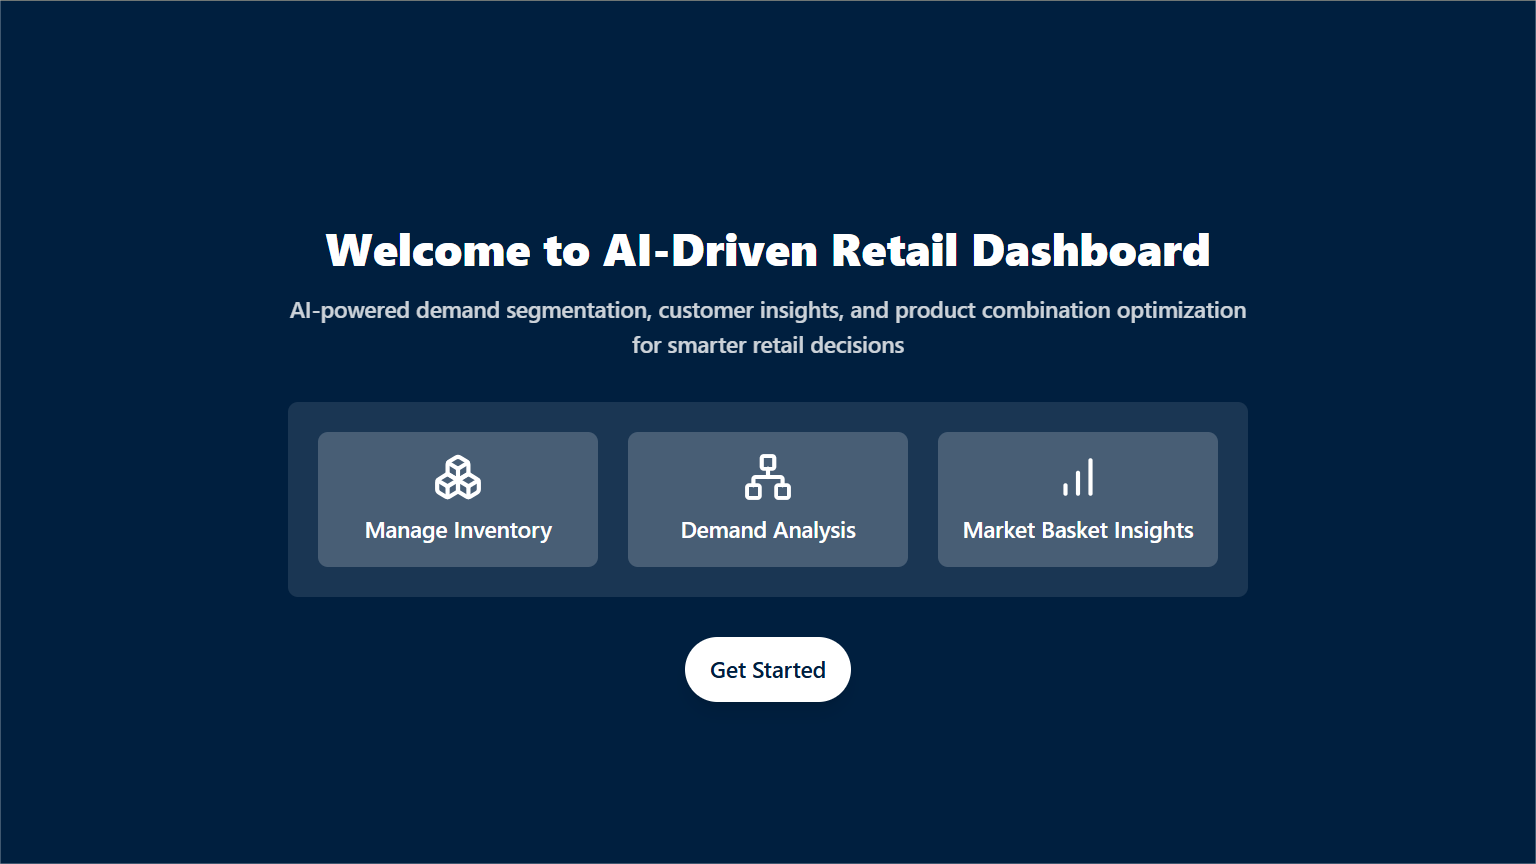 Welcome to AI-Driven Retail Dashboard
AI-powered demand segmentation, customer insights, and product combination optimization
for smarter retail decisions
Manage Inventory
Demand Analysis
Market Basket Insights
Get Started